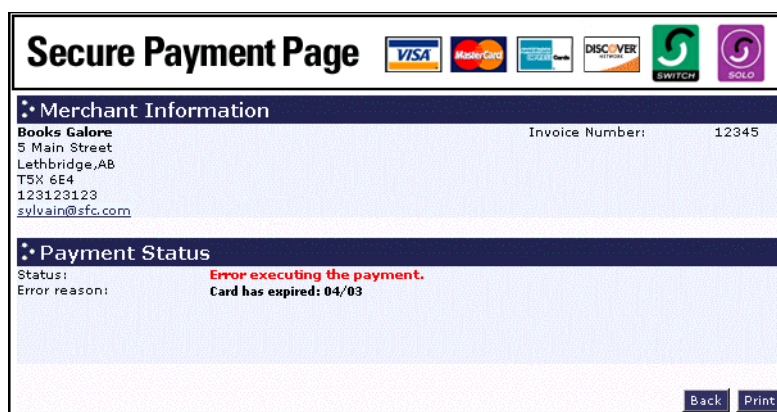 Secure Payment Page VISA MasterCard Cards DISCOVER NETWORK SWITCH SOLO
Merchant Information
Books Galore Invoice Number: 12345
5 Main Street
Lethbridge,AB
T5X 6E4
123123123
sylvain@sfc.com
Payment Status
Status: Error executing the payment.
Error reason: Card has expired: 04/03
Back Print